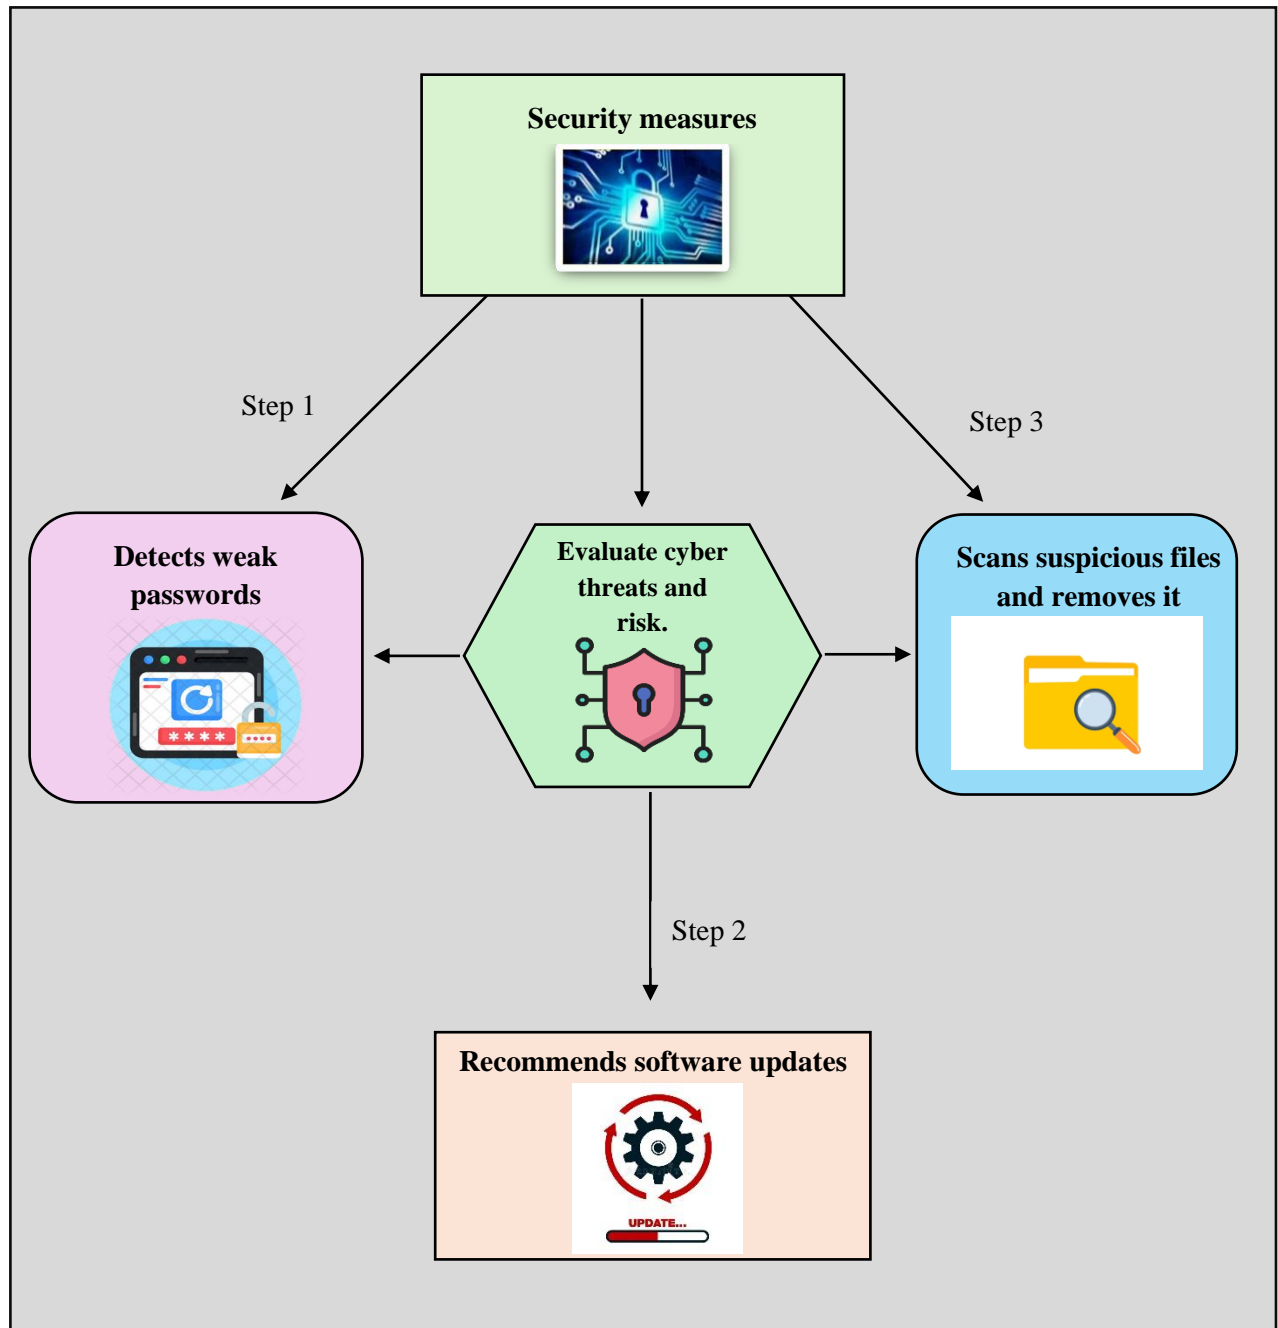 Security measures
Step 1
Step 3
Detects weak
passwords
Evaluate cyber
threats and
risk.
Scans suspicious files
and removes it
****
****
Step 2
Recommends software updates
UPDATE...